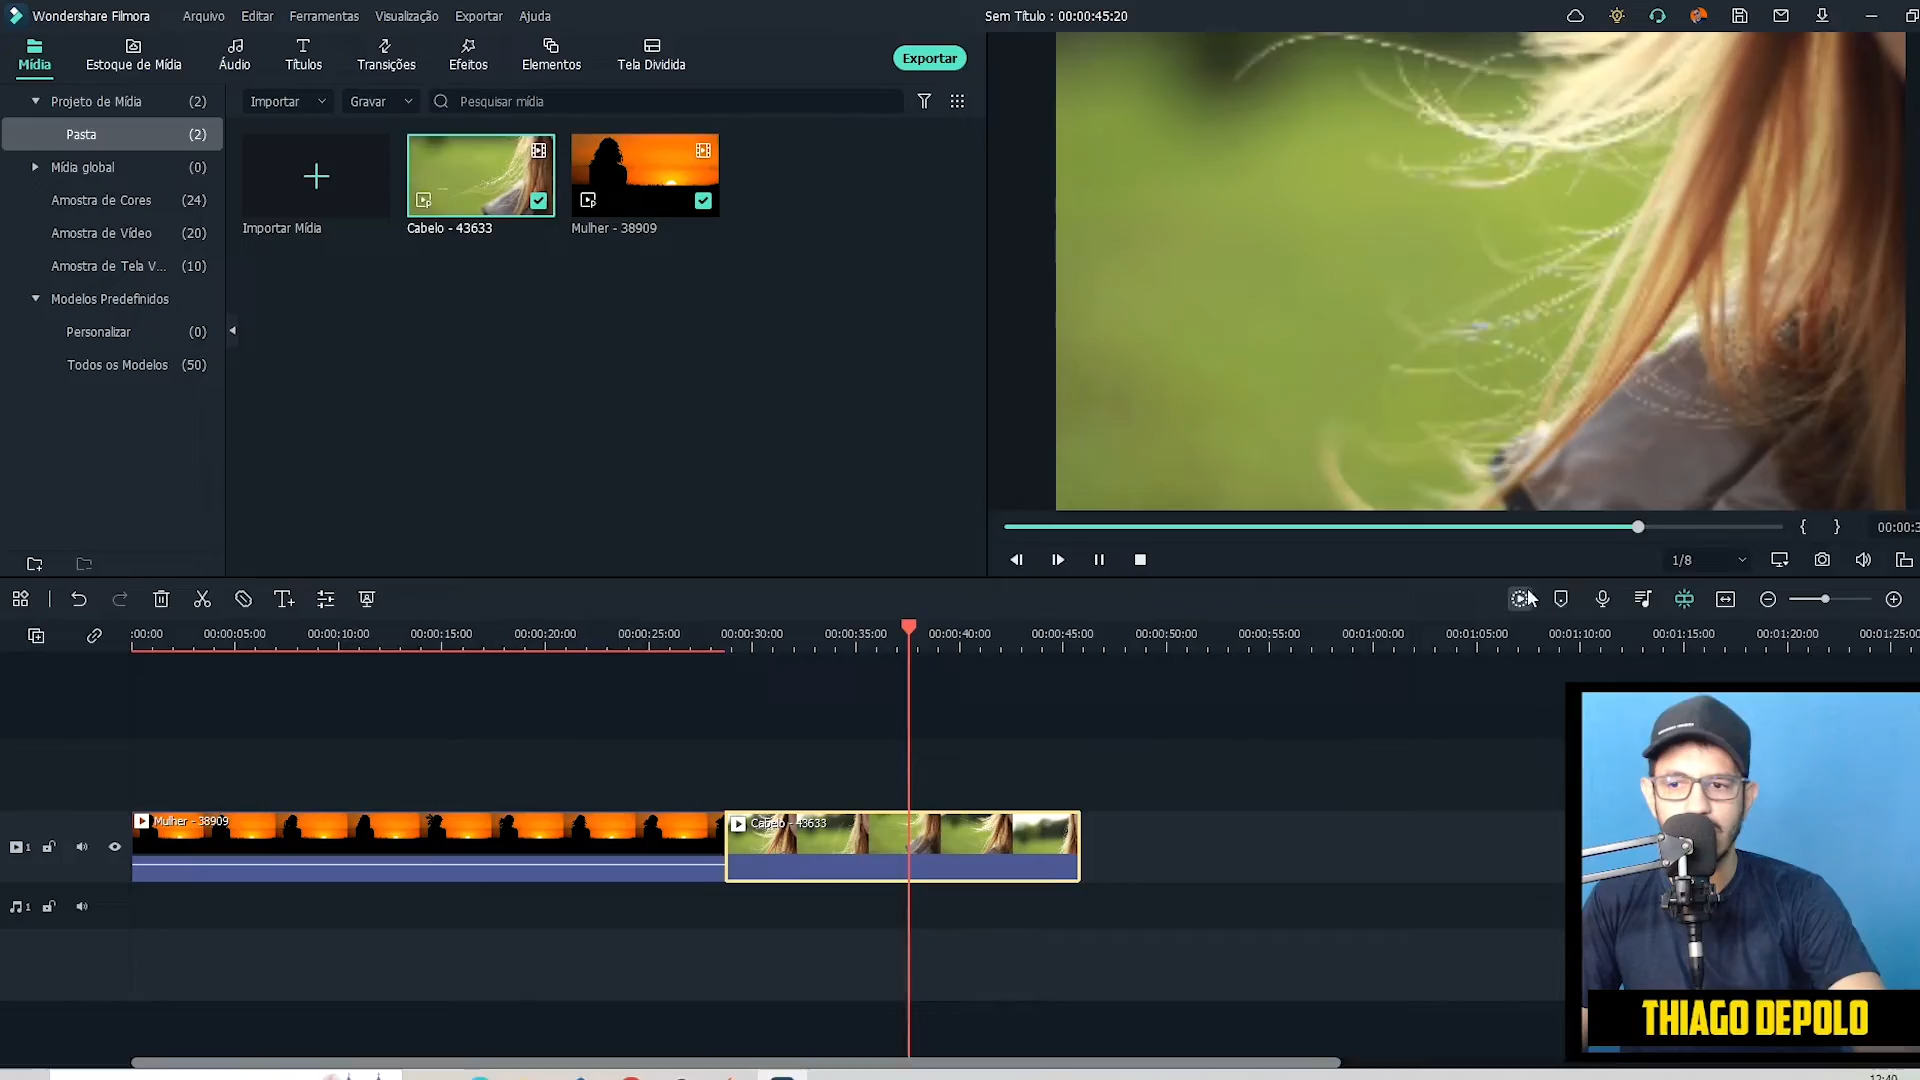 Wondershare Filmora
Arquivo
Editar
Ferramentas
Visualização
Exportar
Ajuda
Sem Título : 00:00:45:20
Mídia
Estoque de Mídia
Áudio
Títulos
Transições
Efeitos
Elementos
Tela Dividida
Exportar
Projeto de Mídia (2)
Pasta (2)
Mídia global (0)
Amostra de Cores (24)
Amostra de Vídeo (20)
Amostra de Tela V... (10)
Modelos Predefinidos
Personalizar (0)
Todos os Modelos (50)
Importar
Gravar
Pesquisar mídia
Importar Mídia
Cabelo - 43633
Mulher - 38909
{ }
00:00:3
1/8
:00:00
00:00:05:00
00:00:10:00
00:00:15:00
00:00:20:00
00:00:25:00
00:00:30:00
00:00:35:00
00:00:40:00
00:00:45:00
00:00:50:00
00:00:55:00
00:01:00:00
00:01:05:00
00:01:10:00
00:01:15:00
00:01:20:00
00:01:25:00
Mulher - 38909
Cabelo - 43633
1
1
THIAGO DEPOLO
12:40